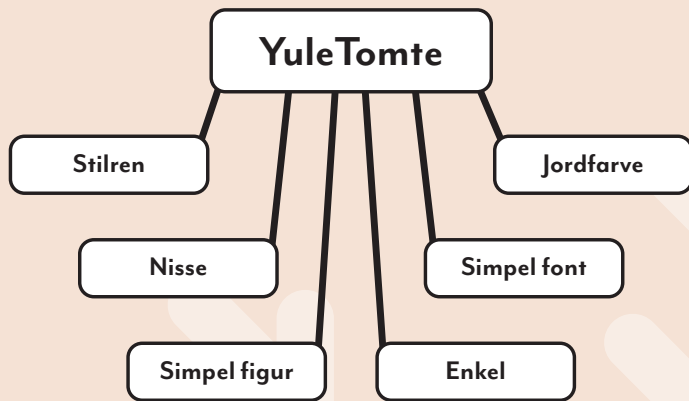 YuleTomte
Stilren
Jordfarve
Nisse
Simpel font
Simpel figur
Enkel